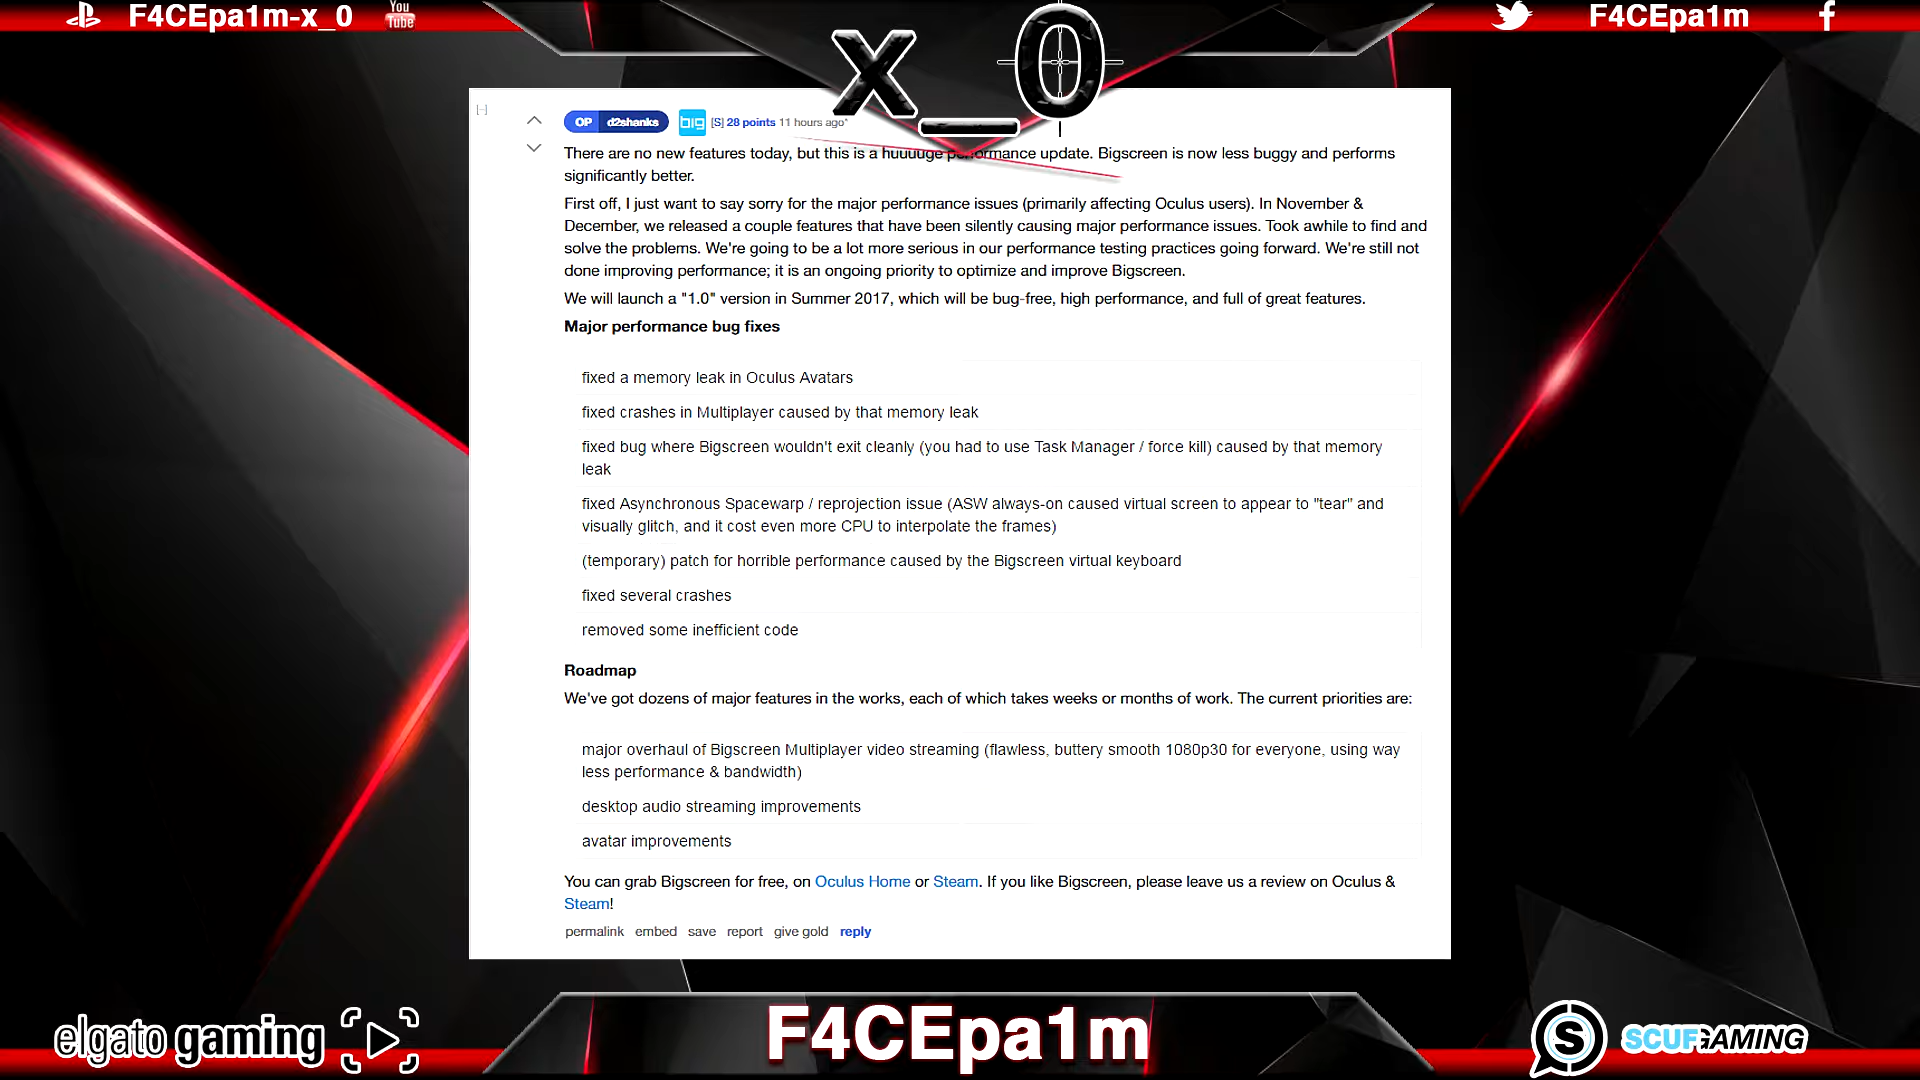 F4CEpa1m-x_0
You
Tube
x_0
F4CEpa1m
[-]
OP d2shanks big [S] 28 points 11 hours ago*
There are no new features today, but this is a huuuuge performance update. Bigscreen is now less buggy and performs
significantly better.
First off, I just want to say sorry for the major performance issues (primarily affecting Oculus users). In November &
December, we released a couple features that have been silently causing major performance issues. Took awhile to find and
solve the problems. We're going to be a lot more serious in our performance testing practices going forward. We're still not
done improving performance; it is an ongoing priority to optimize and improve Bigscreen.
We will launch a "1.0" version in Summer 2017, which will be bug-free, high performance, and full of great features.
Major performance bug fixes
fixed a memory leak in Oculus Avatars
fixed crashes in Multiplayer caused by that memory leak
fixed bug where Bigscreen wouldn't exit cleanly (you had to use Task Manager / force kill) caused by that memory
leak
fixed Asynchronous Spacewarp / reprojection issue (ASW always-on caused virtual screen to appear to "tear" and
visually glitch, and it cost even more CPU to interpolate the frames)
(temporary) patch for horrible performance caused by the Bigscreen virtual keyboard
fixed several crashes
removed some inefficient code
Roadmap
We've got dozens of major features in the works, each of which takes weeks or months of work. The current priorities are:
major overhaul of Bigscreen Multiplayer video streaming (flawless, buttery smooth 1080p30 for everyone, using way
less performance & bandwidth)
desktop audio streaming improvements
avatar improvements
You can grab Bigscreen for free, on Oculus Home or Steam. If you like Bigscreen, please leave us a review on Oculus &
Steam!
permalink embed save report give gold reply
elgato gaming
F4CEpa1m
S SCUFGAMING